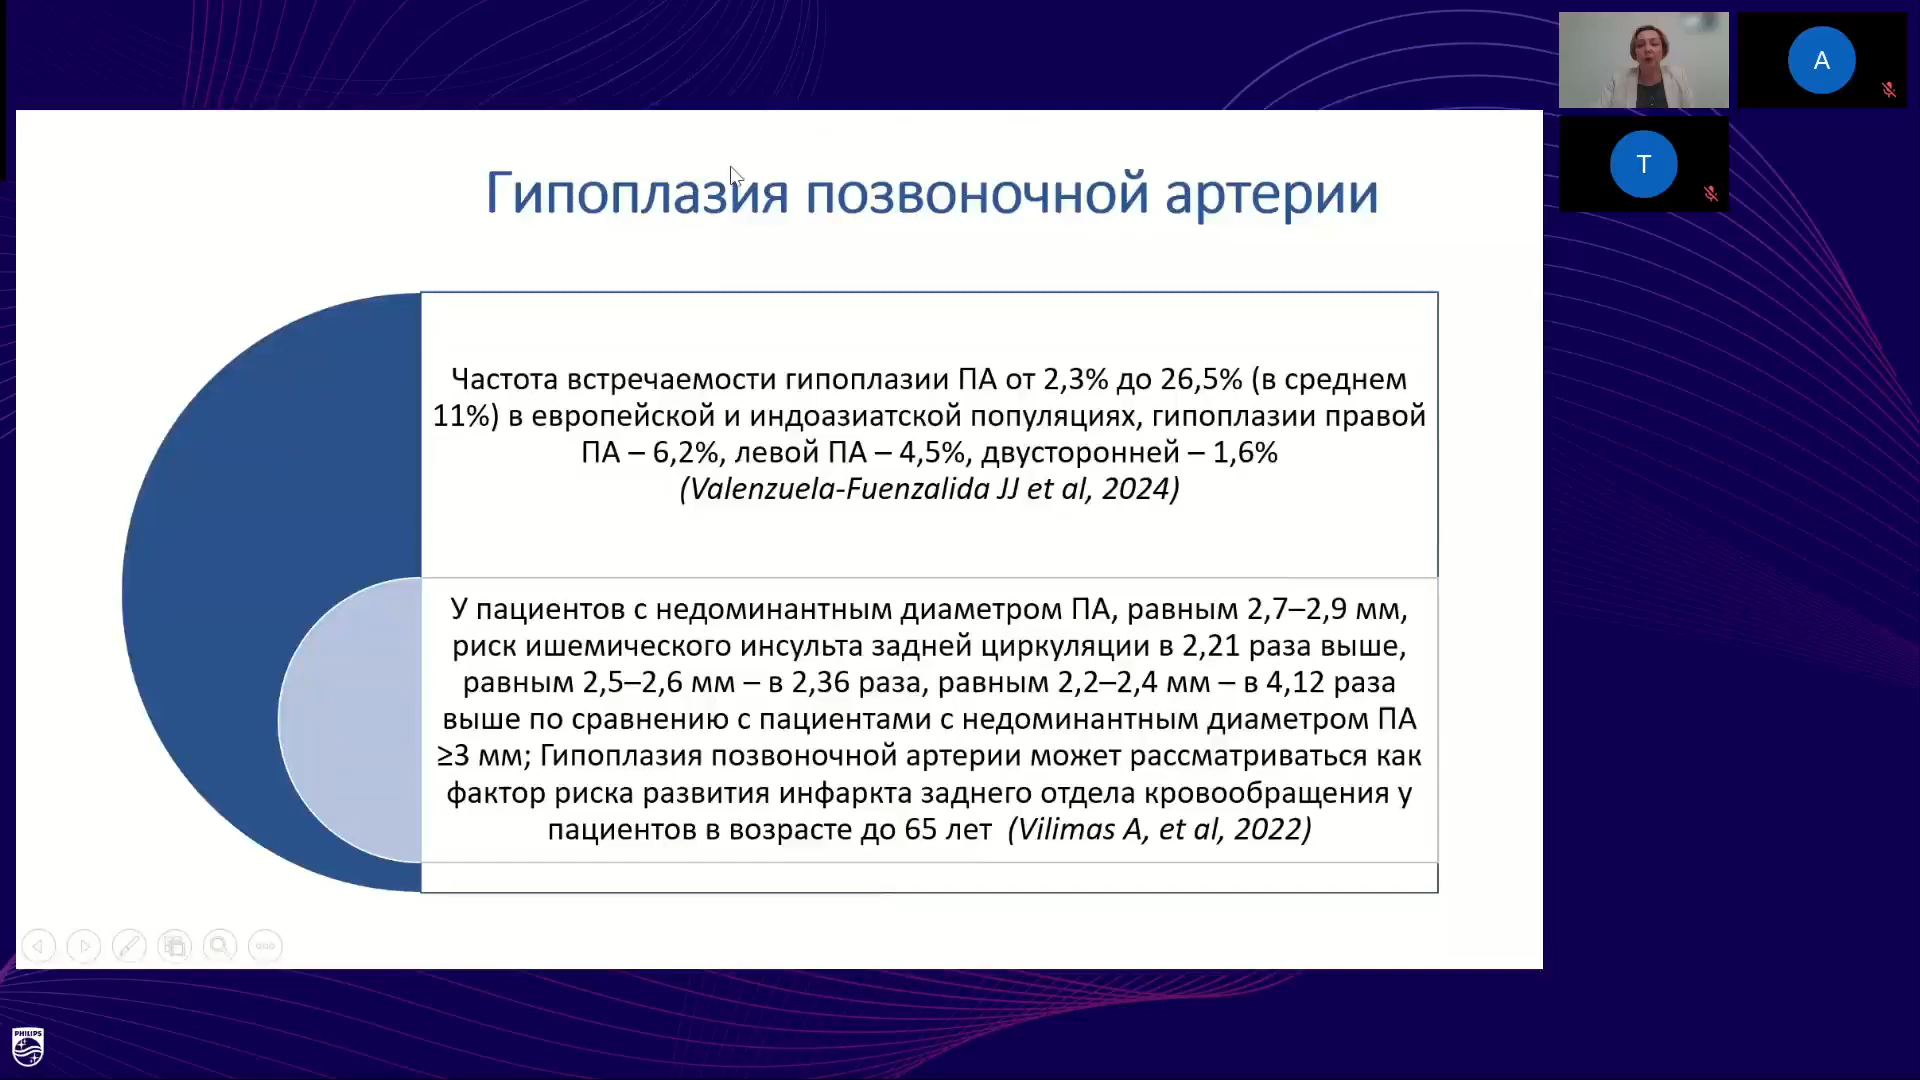 Гипоплазия позвоночной артерии
Частота встречаемости гипоплазии ПА от 2,3% до 26,5% (в среднем
11%) в европейской и индоазиатской популяциях, гипоплазии правой
ПА – 6,2%, левой ПА – 4,5%, двусторонней – 1,6%
(Valenzuela-Fuenzalida JJ et al, 2024)
У пациентов с недоминантным диаметром ПА, равным 2,7–2,9 мм,
риск ишемического инсульта задней циркуляции в 2,21 раза выше,
равным 2,5–2,6 мм – в 2,36 раза, равным 2,2–2,4 мм – в 4,12 раза
выше по сравнению с пациентами с недоминантным диаметром ПА
≥3 мм; Гипоплазия позвоночной артерии может рассматриваться как
фактор риска развития инфаркта заднего отдела кровообращения у
пациентов в возрасте до 65 лет (Vilimas A, et al, 2022)
A
T
PHILIPS